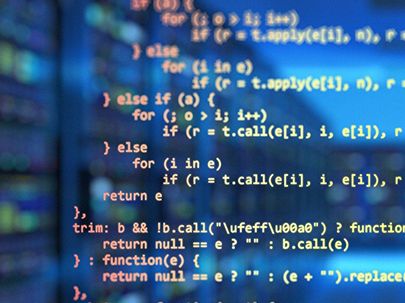 if (a) {
for (; o > i; i++)
if (r = t.apply(e[i], n), r =
} else
for (i in e)
if (r = t.apply(e[i], n), r =
} else if (a) {
for (; o > i; i++)
if (r = t.call(e[i], i, e[i]), r
} else
for (i in e)
if (r = t.call(e[i], i, e[i]), r
return e
},
trim: b && !b.call("\ufeff\u00a0") ? function
return null == e ? "" : b.call(e)
} : function(e) {
return null == e ? "" : (e + "").replace
},